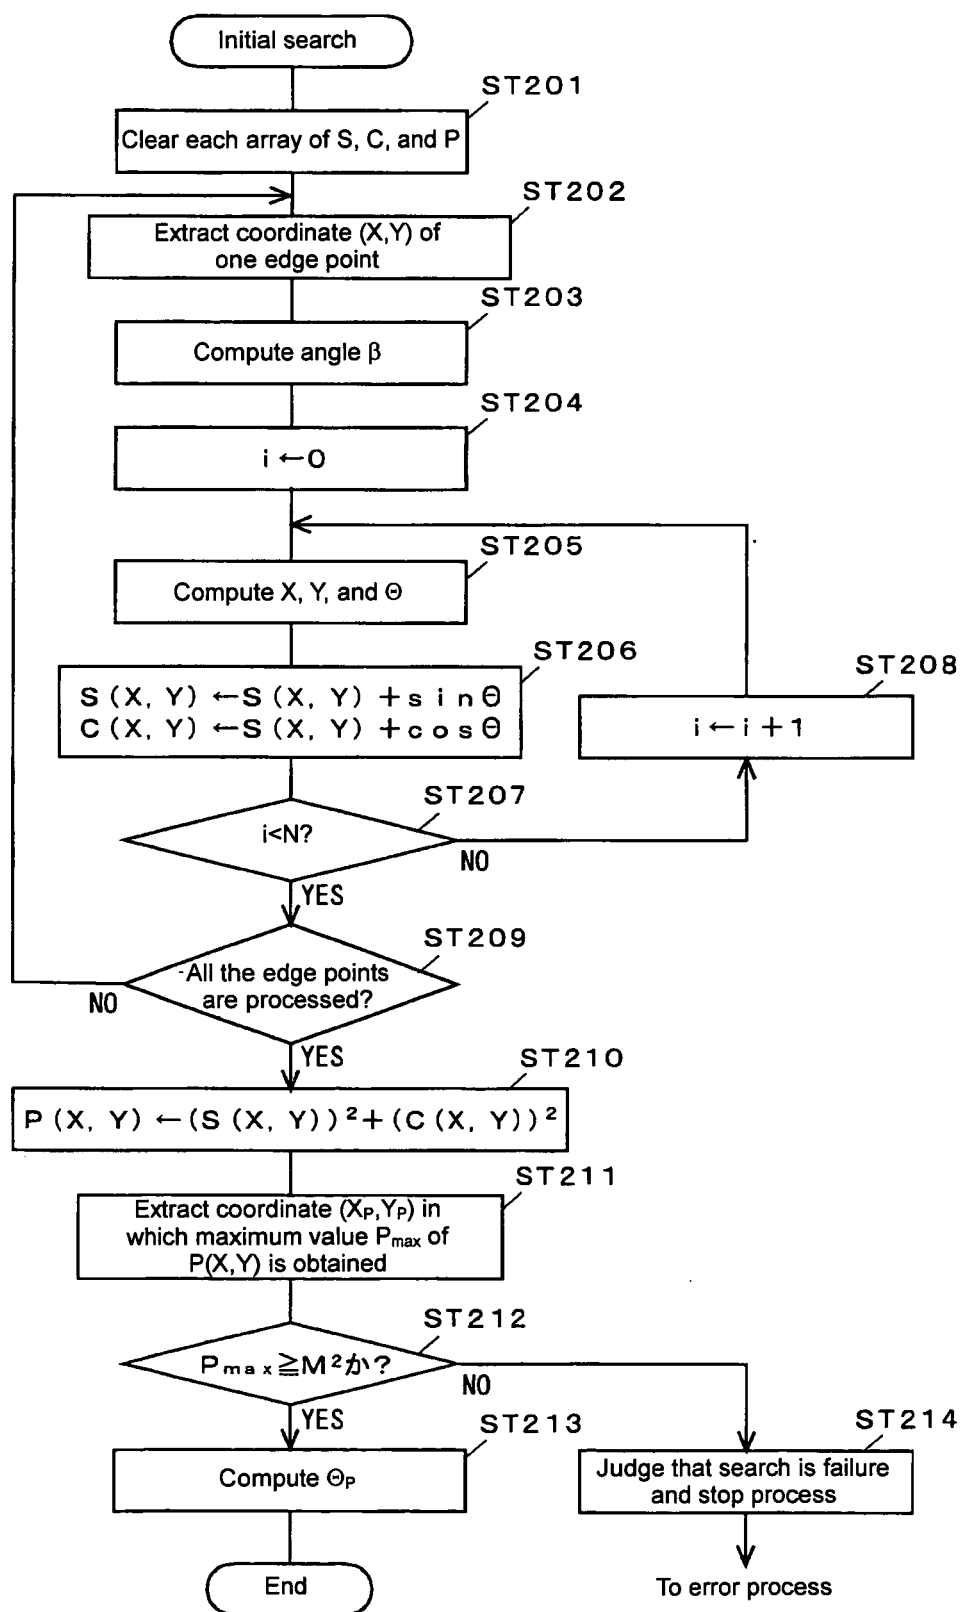 Initial search
ST201
Clear each array of S, C, and P
ST202
Extract coordinate (X,Y) of
one edge point
ST203
Compute angle β
ST204
i ← 0
ST205
Compute X, Y, and Θ
ST206
S (X, Y) ← S (X, Y) + sin Θ
C (X, Y) ← S (X, Y) + cos Θ
ST208
i ← i + 1
ST207
i<N?
NO
YES
ST209
All the edge points
are processed?
NO
YES
ST210
P (X, Y) ← (S (X, Y))² + (C (X, Y))²
ST211
Extract coordinate (XP,YP) in
which maximum value Pmax of
P(X,Y) is obtained
ST212
Pmax ≧ M²か?
NO
YES
ST213
Compute ΘP
ST214
Judge that search is failure
and stop process
End
To error process